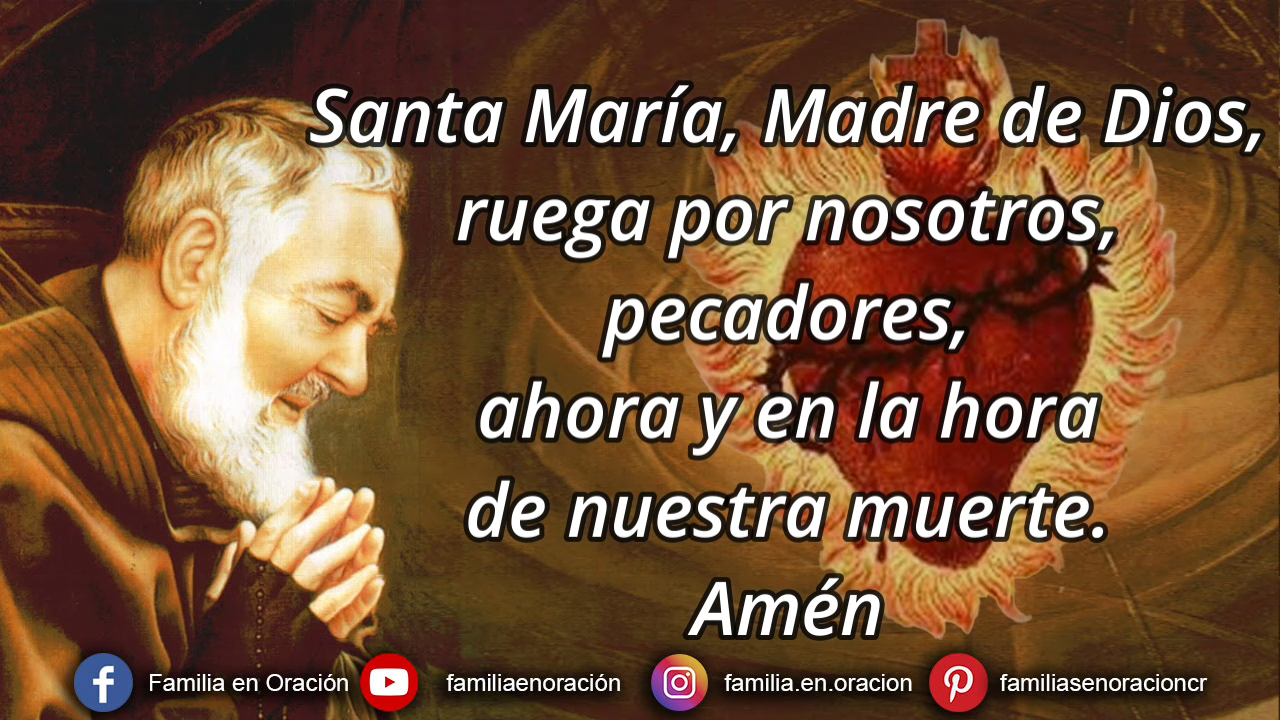 Santa María, Madre de Dios,
ruega por nosotros,
pecadores,
ahora y en la hora
de nuestra muerte.
Amén
Familia en Oración familiaenoración familia.en.oracion familiasenoracioncr